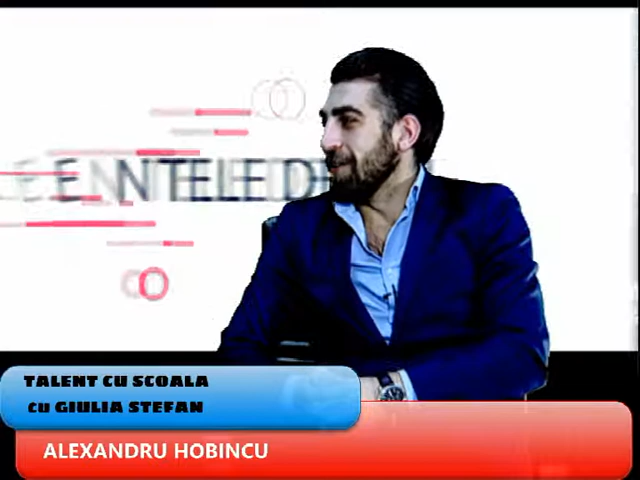 TALENT CU SCOALA
CU GIULIA STEFAN
ALEXANDRU HOBINCU